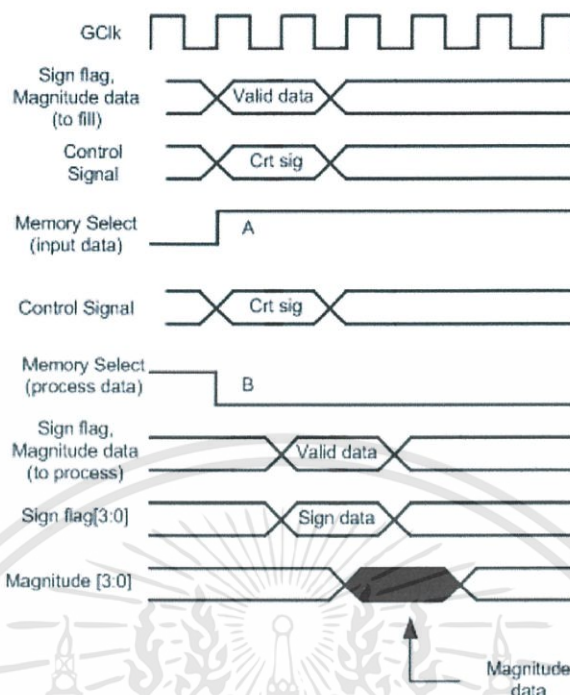 GClk
Sign flag,
Magnitude data
(to fill)
Valid data
Control
Signal
Crt sig
Memory Select
(input data)
A
Control Signal
Crt sig
Memory Select
(process data)
B
Sign flag,
Magnitude data
(to process)
Valid data
Sign flag[3:0]
Sign data
Magnitude [3:0]
Magnitude
data